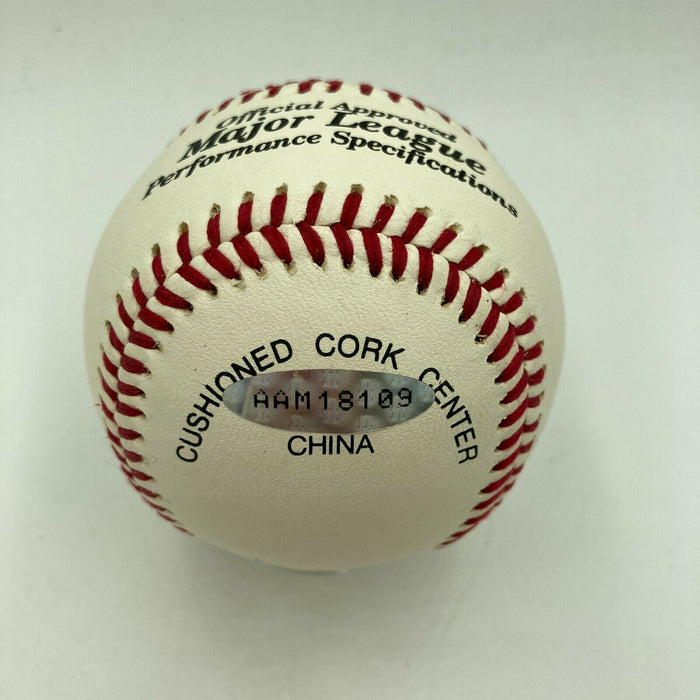 Official Approved
Major League
Performance Specifications
CUSHIONED CORK CENTER
AAM18109
CHINA